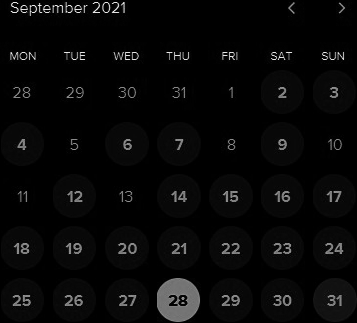 September 2021
MON TUE WED THU FRI SAT SUN
28 29 30 31 1 2 3
4 5 6 7 8 9 10
11 12 13 14 15 16 17
18 19 20 21 22 23 24
25 26 27 28 29 30 31